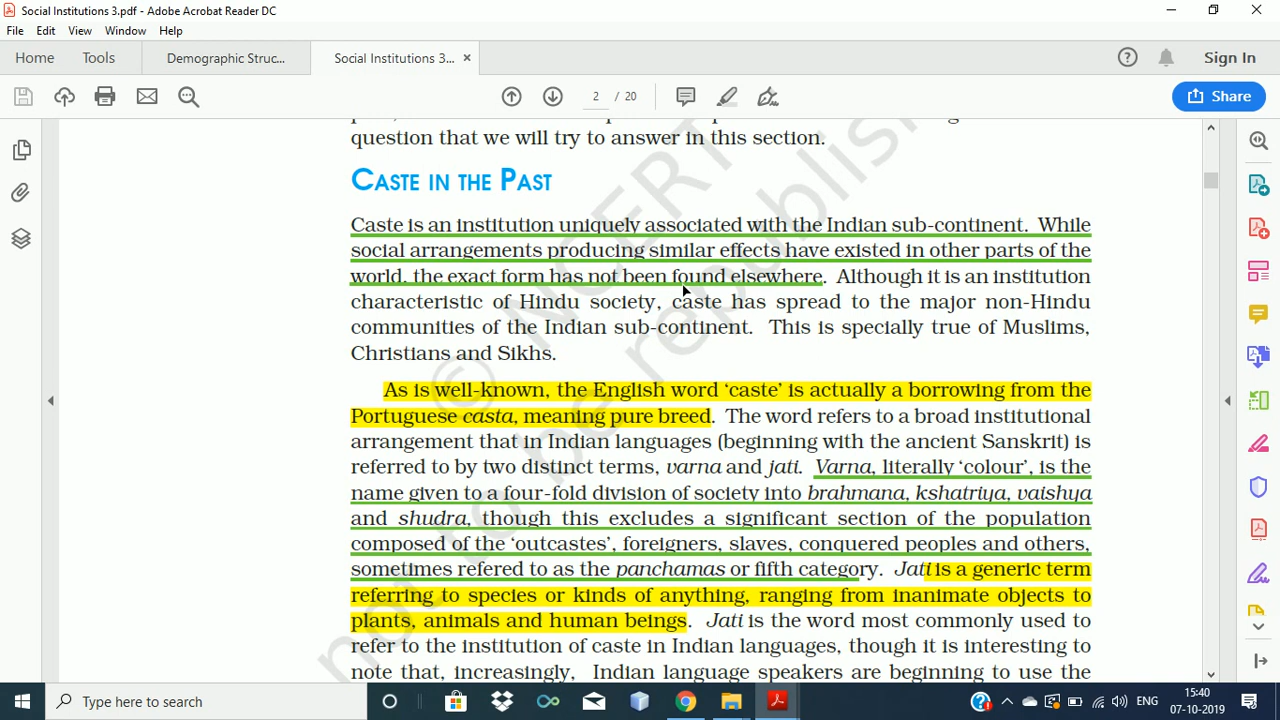 Social Institutions 3.pdf - Adobe Acrobat Reader DC
File Edit View Window Help
Home Tools Demographic Struc... Social Institutions 3... × Sign In
2 / 20 Share
question that we will try to answer in this section.
CASTE IN THE PAST
Caste is an institution uniquely associated with the Indian sub-continent. While
social arrangements producing similar effects have existed in other parts of the
world, the exact form has not been found elsewhere. Although it is an institution
characteristic of Hindu society, caste has spread to the major non-Hindu
communities of the Indian sub-continent. This is specially true of Muslims,
Christians and Sikhs.
As is well-known, the English word ‘caste’ is actually a borrowing from the
Portuguese casta, meaning pure breed. The word refers to a broad institutional
arrangement that in Indian languages (beginning with the ancient Sanskrit) is
referred to by two distinct terms, varna and jati. Varna, literally ‘colour’, is the
name given to a four-fold division of society into brahmana, kshatriya, vaishya
and shudra, though this excludes a significant section of the population
composed of the ‘outcastes’, foreigners, slaves, conquered peoples and others,
sometimes refered to as the panchamas or fifth category. Jati is a generic term
referring to species or kinds of anything, ranging from inanimate objects to
plants, animals and human beings. Jati is the word most commonly used to
refer to the institution of caste in Indian languages, though it is interesting to
note that, increasingly, Indian language speakers are beginning to use the
© NCERT
not to be republish
Type here to search
ENG
15:40
07-10-2019